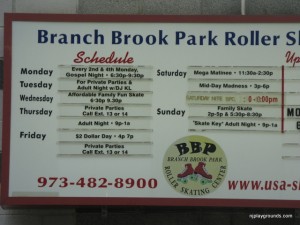 Branch Brook Park Roller
Schedule
Monday
Every 2nd & 4th Monday,
Gospel Night • 6:30p-9:30p
Tuesday
For Private Parties &
Adult Night w/DJ KL
Wednesday
Affordable Family Fun Skate
6:30p 9:30p
Thursday
Private Parties
Call Ext. 13 or 14
Adult Night • 9p-1a
Friday
$2 Dollar Day • 4p 7p
Private Parties
Call Ext. 13 or 14
Saturday
Mega Matinee • 11:30a-2:30p
Mid-Day Madness • 3p-6p
Sunday
Family Skate
2p-5p & 5:30p-8:30p
"Skate Key" Adult Night • 9p-1a
BBP
BRANCH BROOK PARK
ROLLER SKATING CENTER
973-482-8900
www.usa-s
njplaygrounds.com